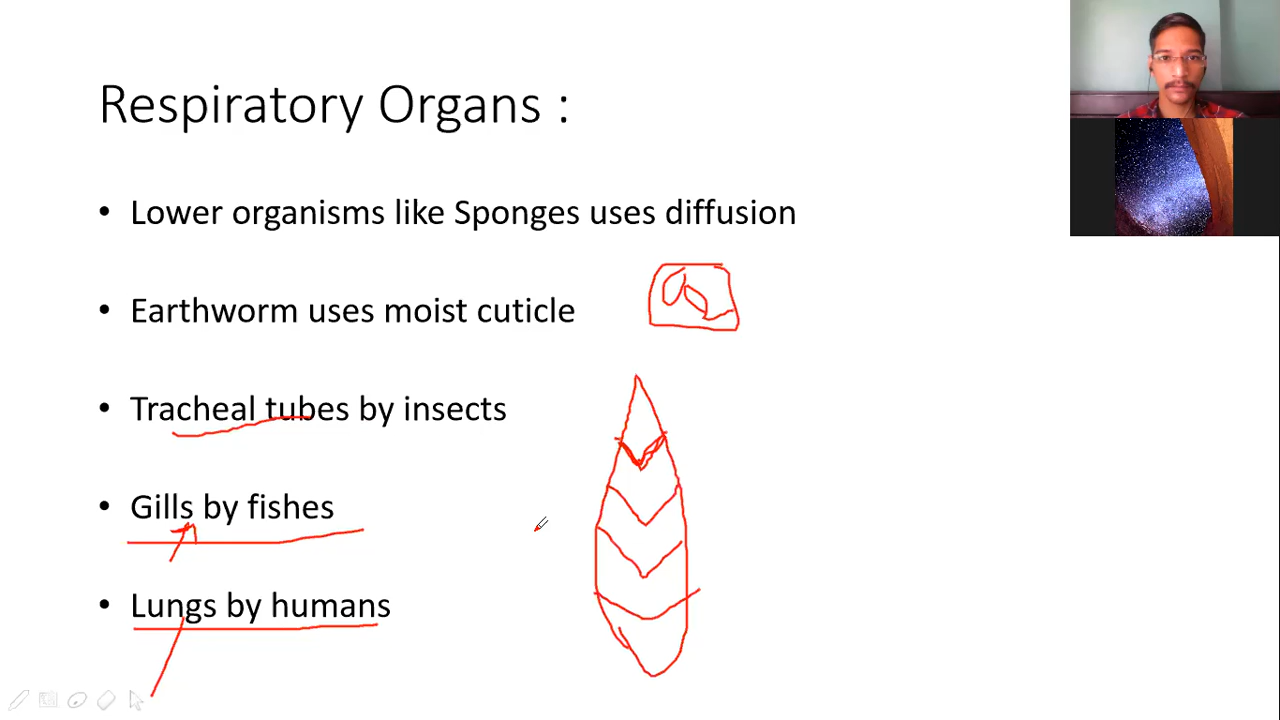 Respiratory Organs :
• Lower organisms like Sponges uses diffusion
• Earthworm uses moist cuticle
• Tracheal tubes by insects
• Gills by fishes
• Lungs by humans